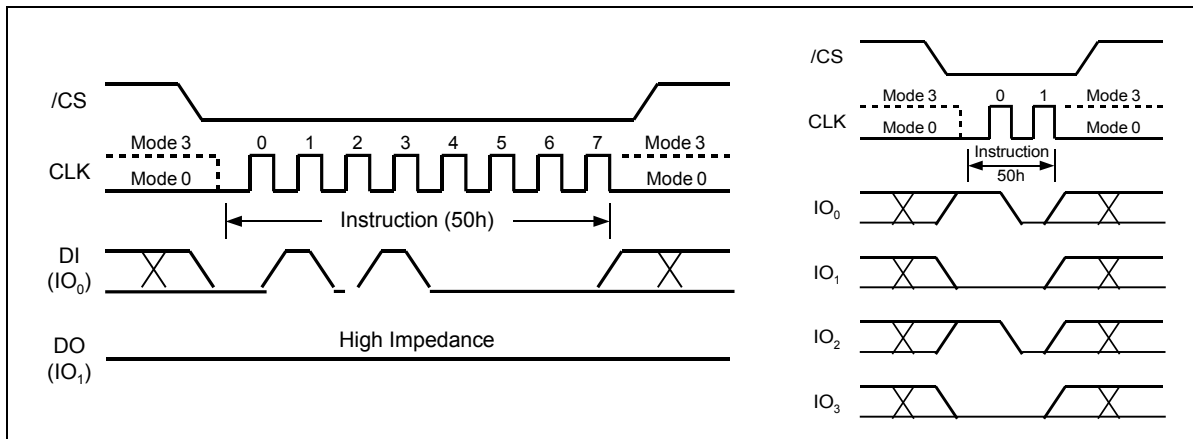 /CS
Mode 3
0 1 2 3 4 5 6 7
Mode 3
CLK
Mode 0
Mode 0
Instruction (50h)
DI
(IO₀)
High Impedance
DO
(IO₁)
/CS
Mode 3
0 1
Mode 3
CLK
Mode 0
Mode 0
Instruction
50h
IO₀
IO₁
IO₂
IO₃